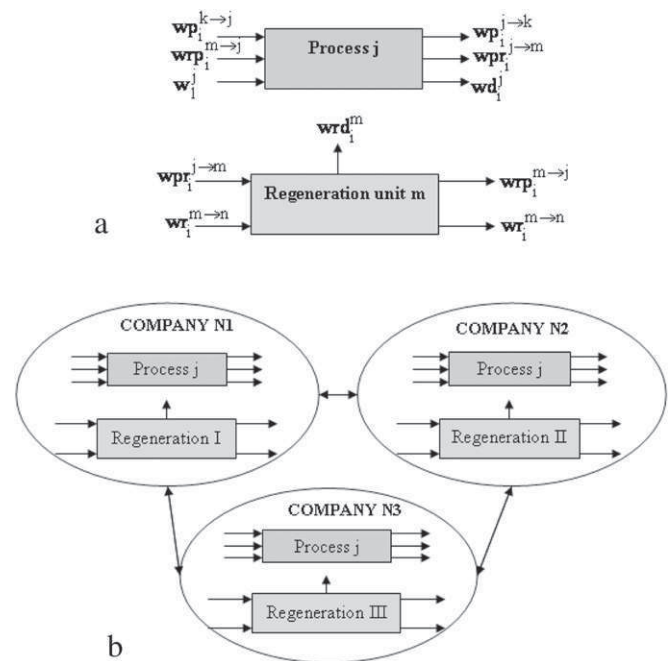 wp_i^{k→j} Process j wp_i^{j→k}
wrp_i^{m→j} wpr_i^{j→m}
w_i^j wd_i^j
wrd_i^m
wpr_i^{j→m} Regeneration unit m wrp_i^{m→j}
wr_i^{m→n} wr_i^{m→n}
a
COMPANY N1 COMPANY N2
Process j Process j
Regeneration I Regeneration II
COMPANY N3
Process j
Regeneration III
b